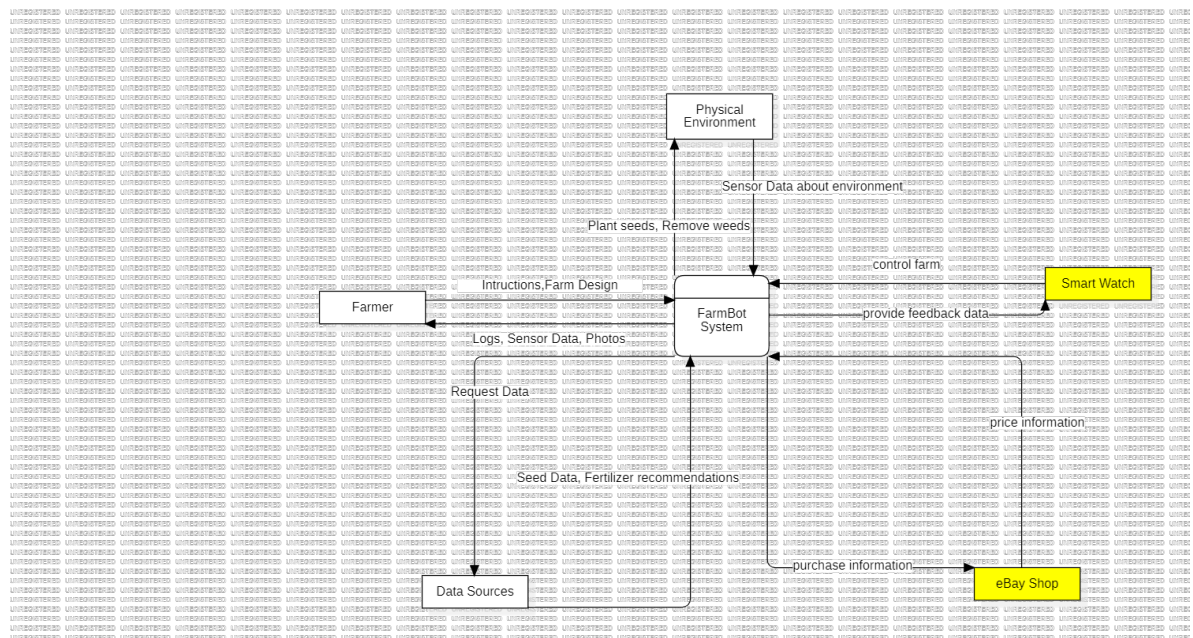 UNREGISTERED
Physical
Environment
Sensor Data about environment
Plant seeds, Remove weeds
control farm
Smart Watch
Intructions,Farm Design
Farmer
FarmBot
System
provide feedback data
Logs, Sensor Data, Photos
Request Data
price information
Seed Data, Fertilizer recommendations
purchase information
eBay Shop
Data Sources